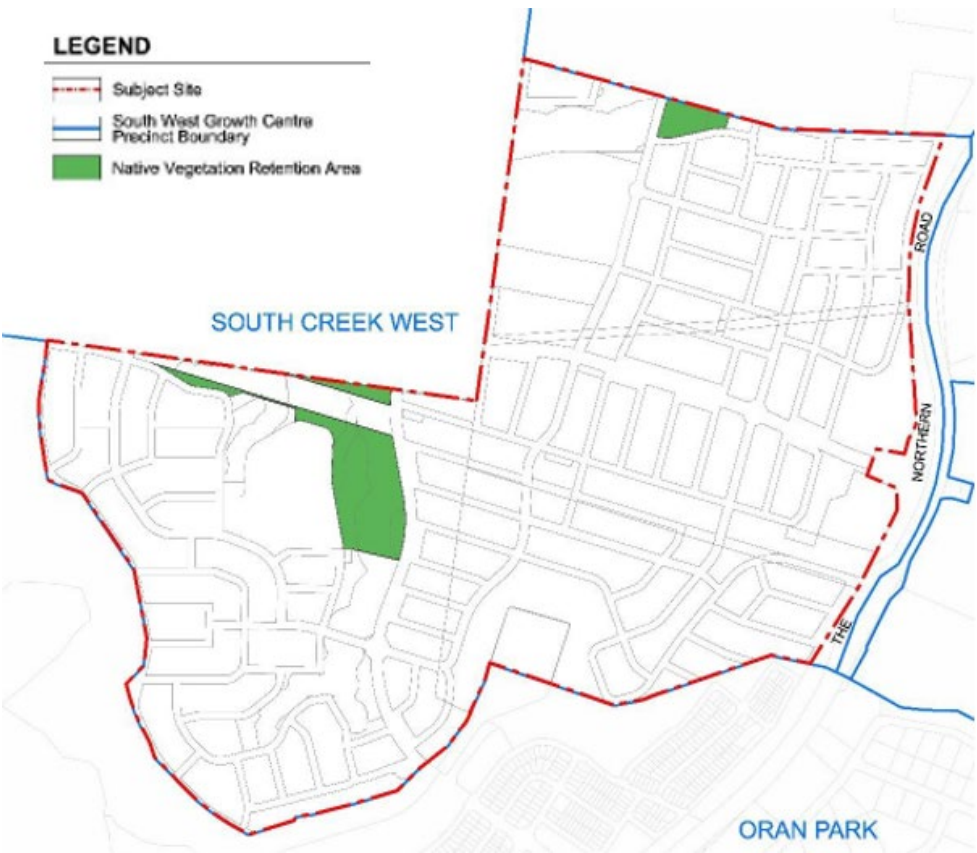 LEGEND
Subject Site
South West Growth Centre
Precinct Boundary
Native Vegetation Retention Area
ROAD
SOUTH CREEK WEST
NORTHERN
THE
ORAN PARK